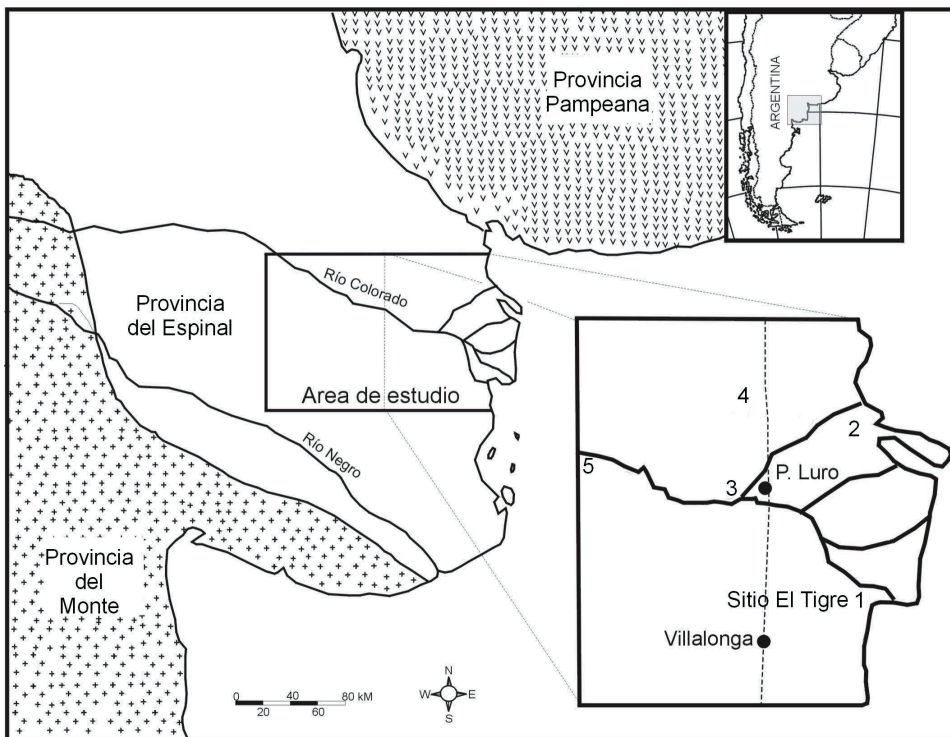 Provincia
Pampeana
ARGENTINA
Río Colorado
Provincia
del Espinal
Area de estudio
Río Negro
4
2
5
3
P. Luro
Sitio El Tigre 1
Villalonga
Provincia
del
Monte
N
W E
S
0 40 80 kM
20 60